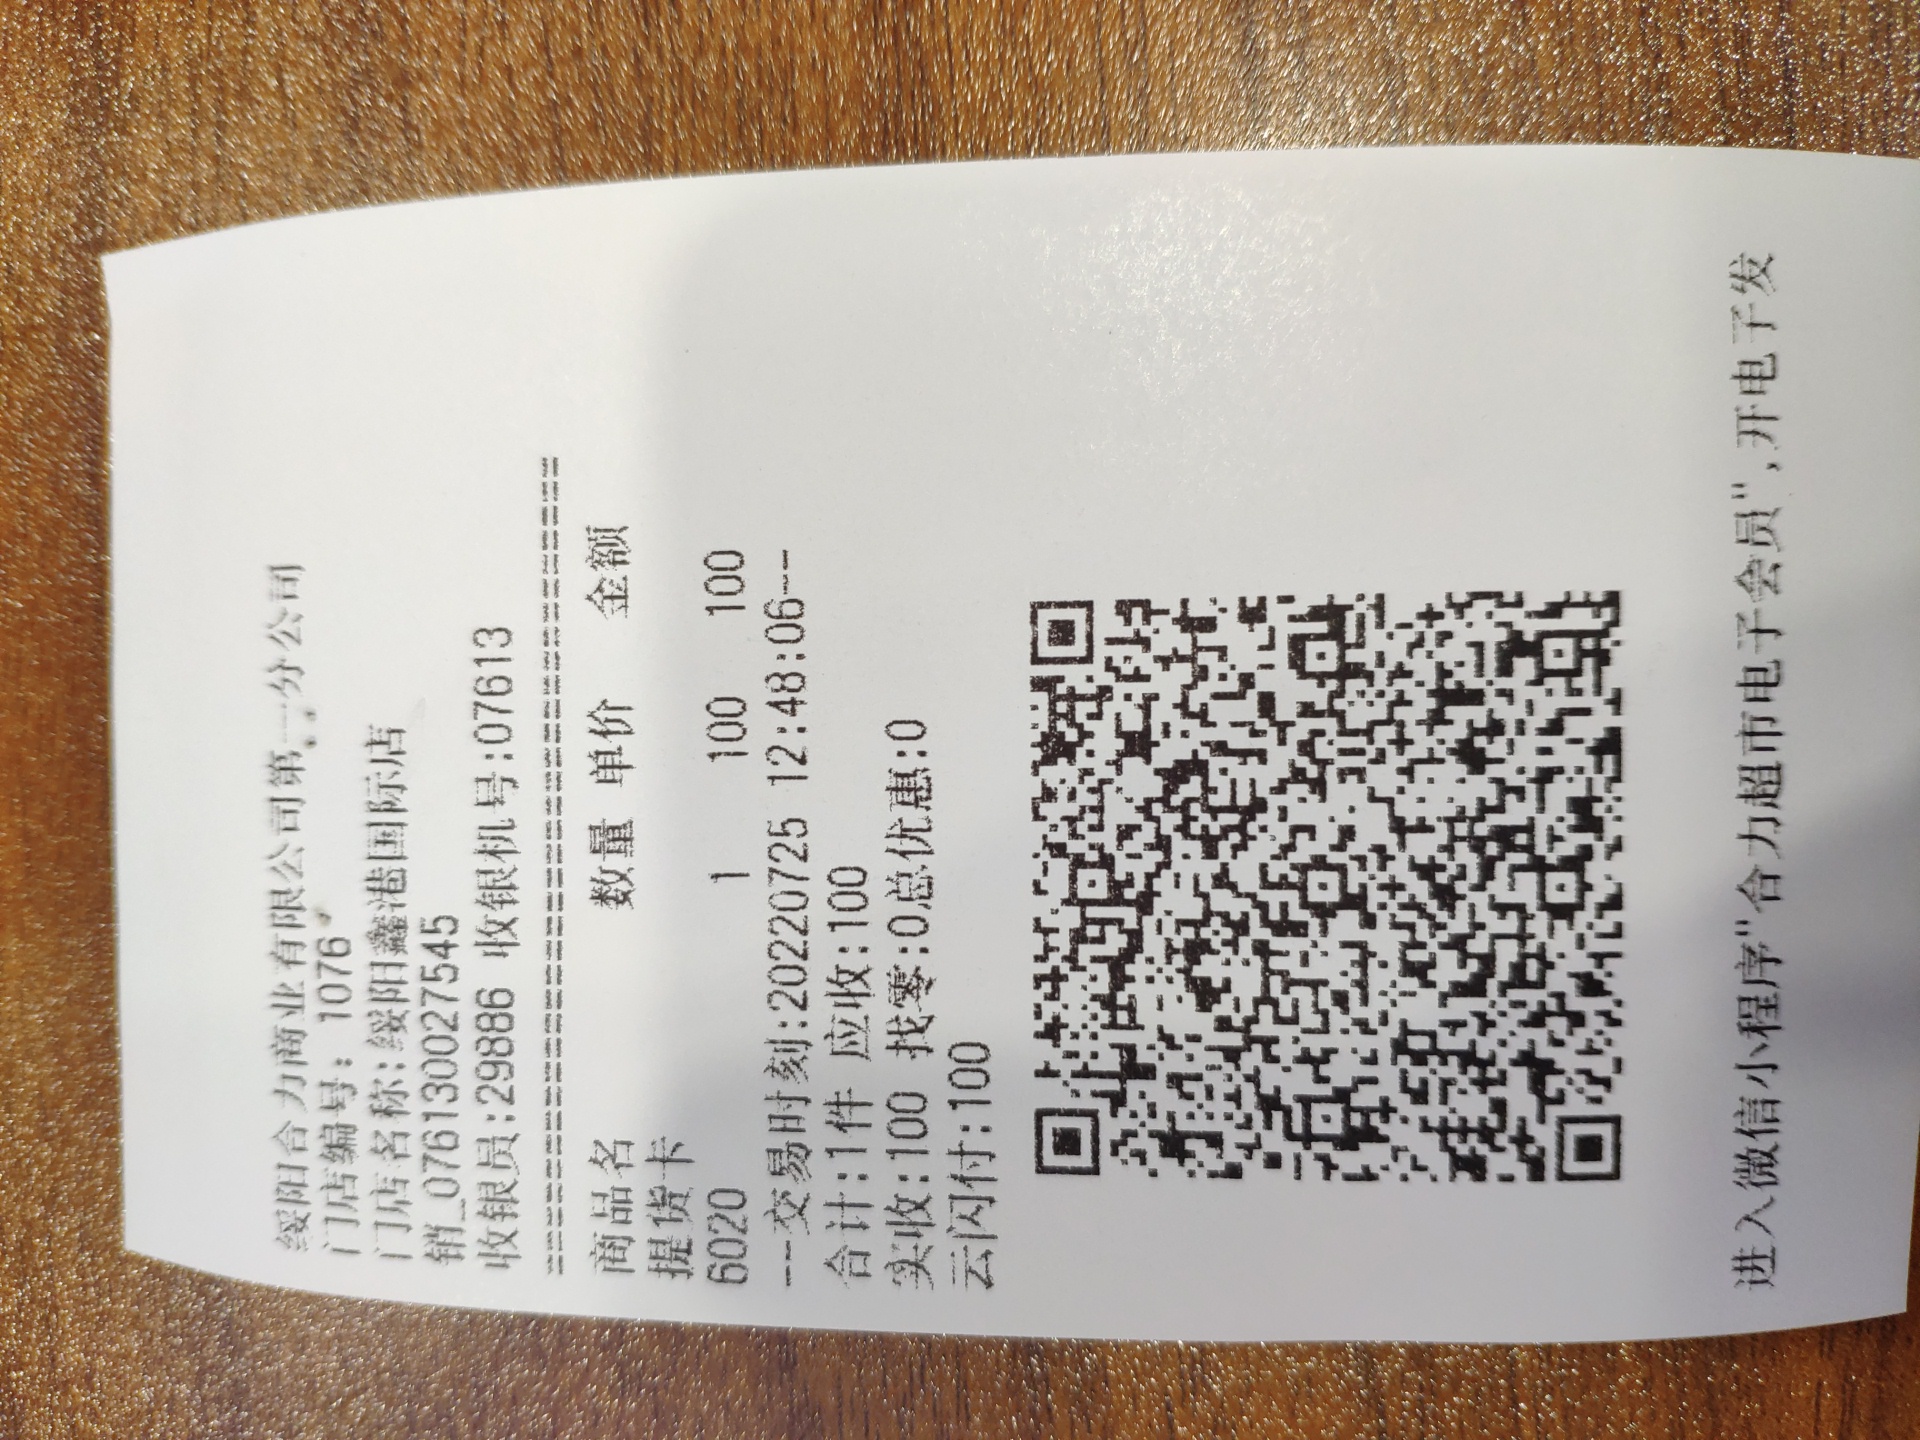 绥阳合力商业有限公司第一分公司
门店编号: 1076
门店名称: 绥阳鑫港国际店
销_0761300027545
收银员:29886 收银机号:07613
商品名 数量 单价 金额
提货卡
6020 1 100 100
--交易时刻:20220725 12:48:06---
合计:1件 应收:100
实收:100 找零:0总优惠:0
云闪付:100
进入微信小程序"合力超市电子会员",开电子发